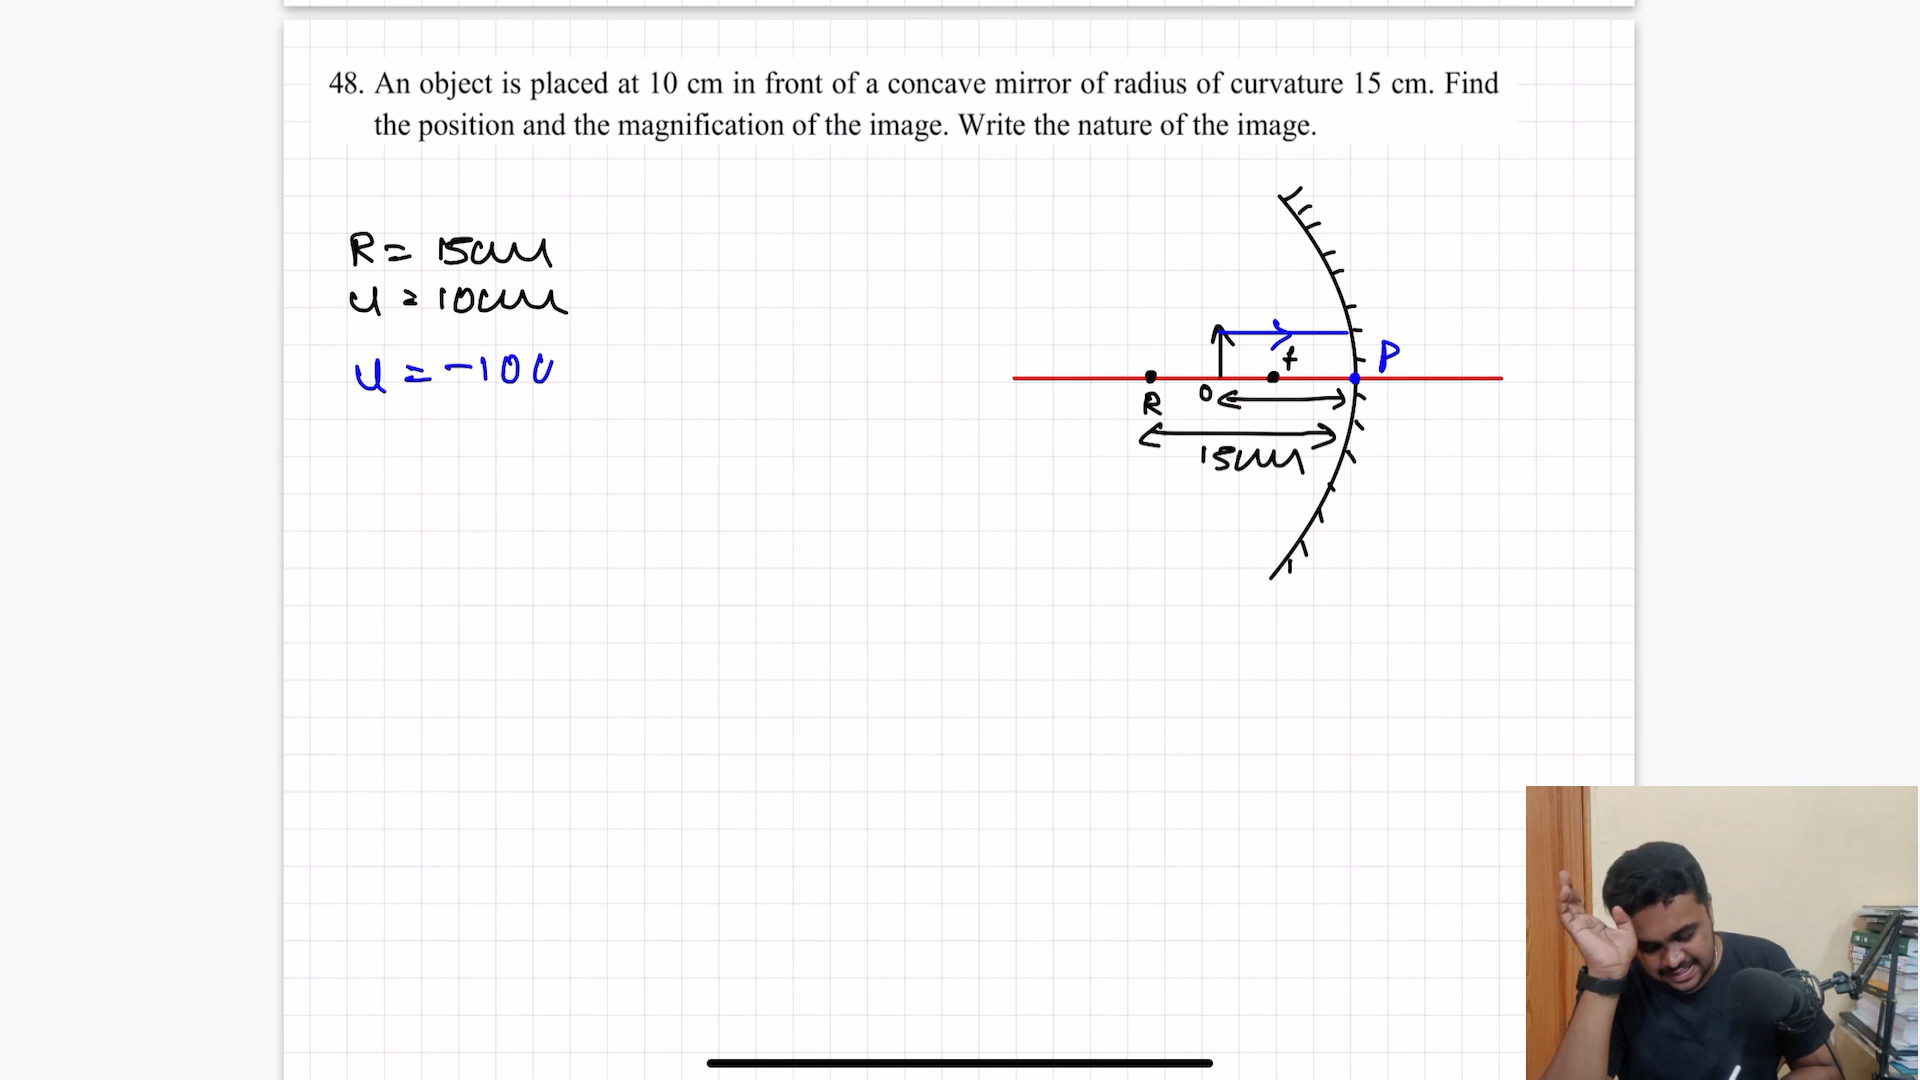 48. An object is placed at 10 cm in front of a concave mirror of radius of curvature 15 cm. Find
the position and the magnification of the image. Write the nature of the image.
R = 15cm
u = 10cm
u = -10c
P
f
R
O
15cm